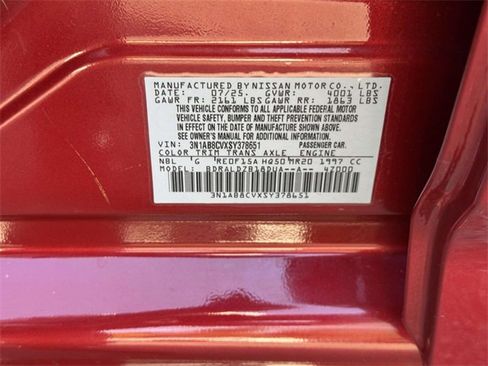 MANUFACTURED BY NISSAN MOTOR CO., LTD.
DATE: 07/25. GVWR: 4001 LBS
GAWR FR: 2161 LBS GAWR RR: 1863 LBS
THIS VEHICLE CONFORMS TO ALL APPLICABLE FEDERAL MOTOR
VEHICLE SAFETY, BUMPER AND THEFT PREVENTION STANDARDS
IN EFFECT ON THE DATE OF MANUFACTURE SHOWN ABOVE.
SEE OWNER'S MANUAL FOR ADDITIONAL INFORMATION.
VIN: 3N1AB8CVXSY378651 PASSENGER CAR.
COLOR TRIM TRANS AXLE ENGINE
NBL G RE0F15A HQ50 MR20 1997 CC
MODEL: BDRALDZB18DUA--A-- 47000
3N1AB8CVXSY378651